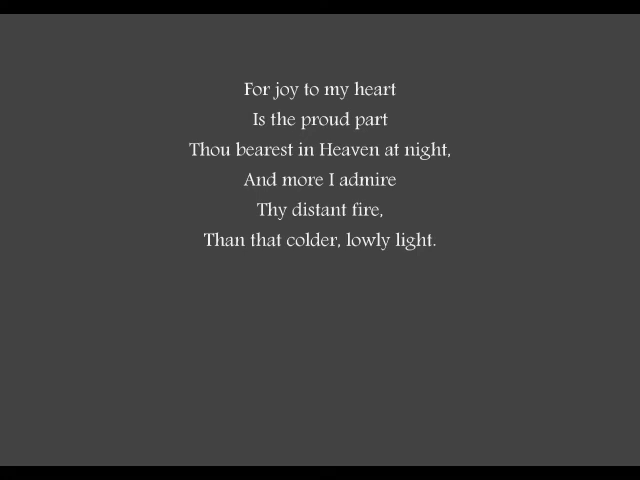 For joy to my heart
Is the proud part
Thou bearest in Heaven at night,
And more I admire
Thy distant fire,
Than that colder, lowly light.